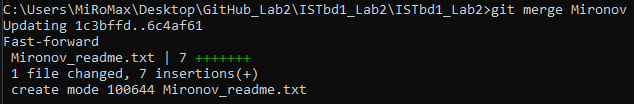 C:\Users\MiRoMax\Desktop\GitHub_Lab2\ISTbd1_Lab2\ISTbd1_Lab2>git merge Mironov
Updating 1c3bffd..6c4af61
Fast-forward
 Mironov_readme.txt | 7 +++++++
 1 file changed, 7 insertions(+)
 create mode 100644 Mironov_readme.txt